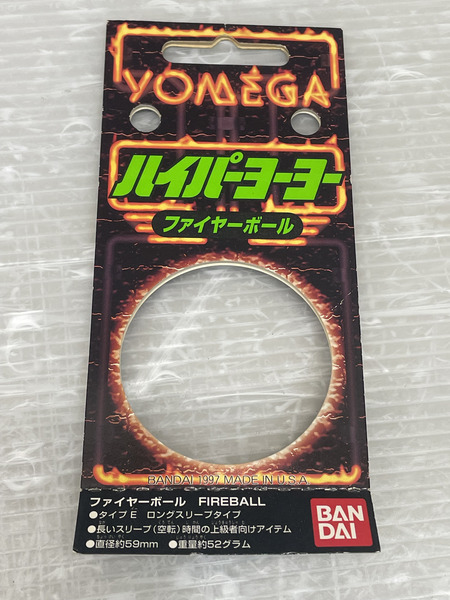 YOMEGA
ハイパーヨーヨー
ファイヤーボール
BANDAI 1997 MADE IN U.S.A.
ファイヤーボール FIREBALL
●タイプE ロングスリープタイプ
●長いスリープ(空転)時間の上級者向けアイテム
●直径約59mm ●重量約52グラム
BAN
DAI